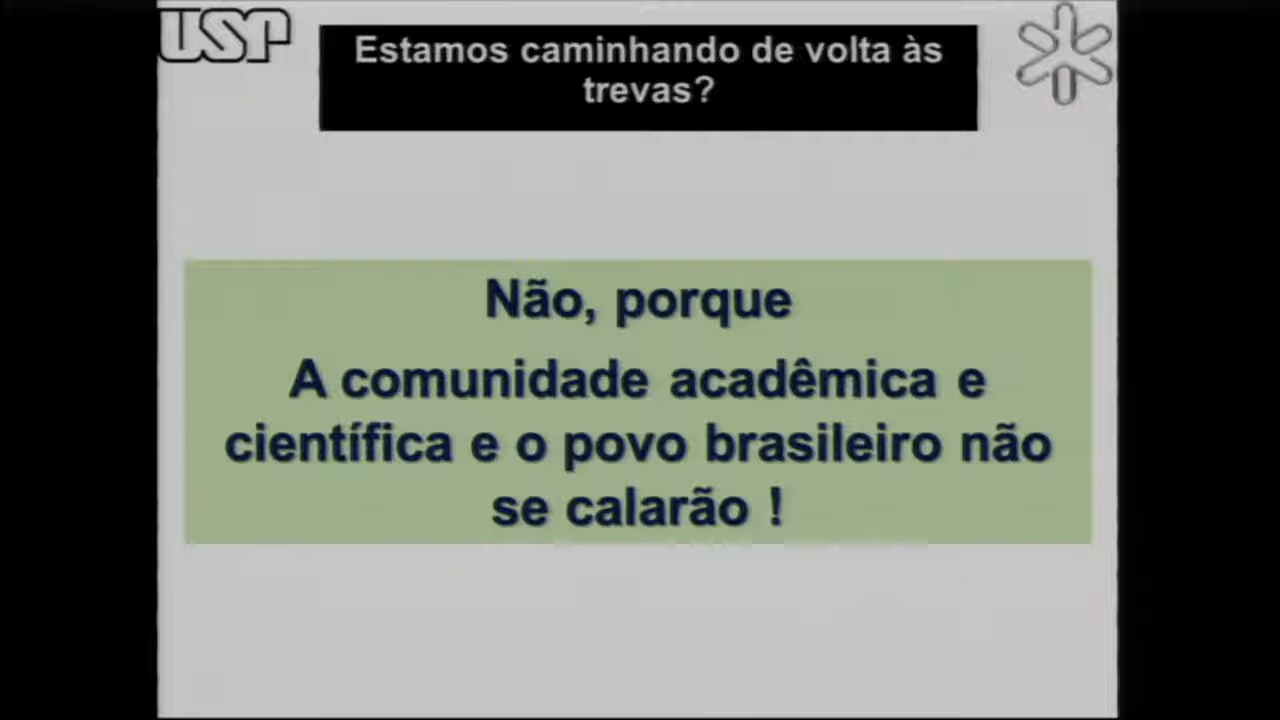 USP
Estamos caminhando de volta às
trevas?
Não, porque
A comunidade acadêmica e
científica e o povo brasileiro não
se calarão !